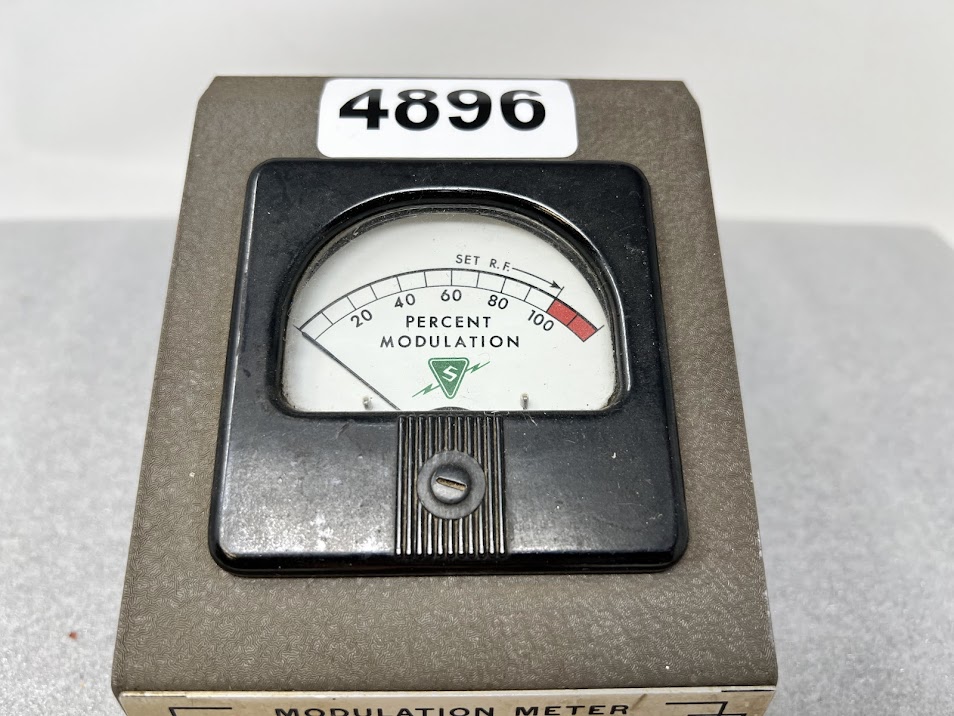 4896
SET R.F.
20 40 60 80 100
PERCENT
MODULATION
S
MODULATION METER